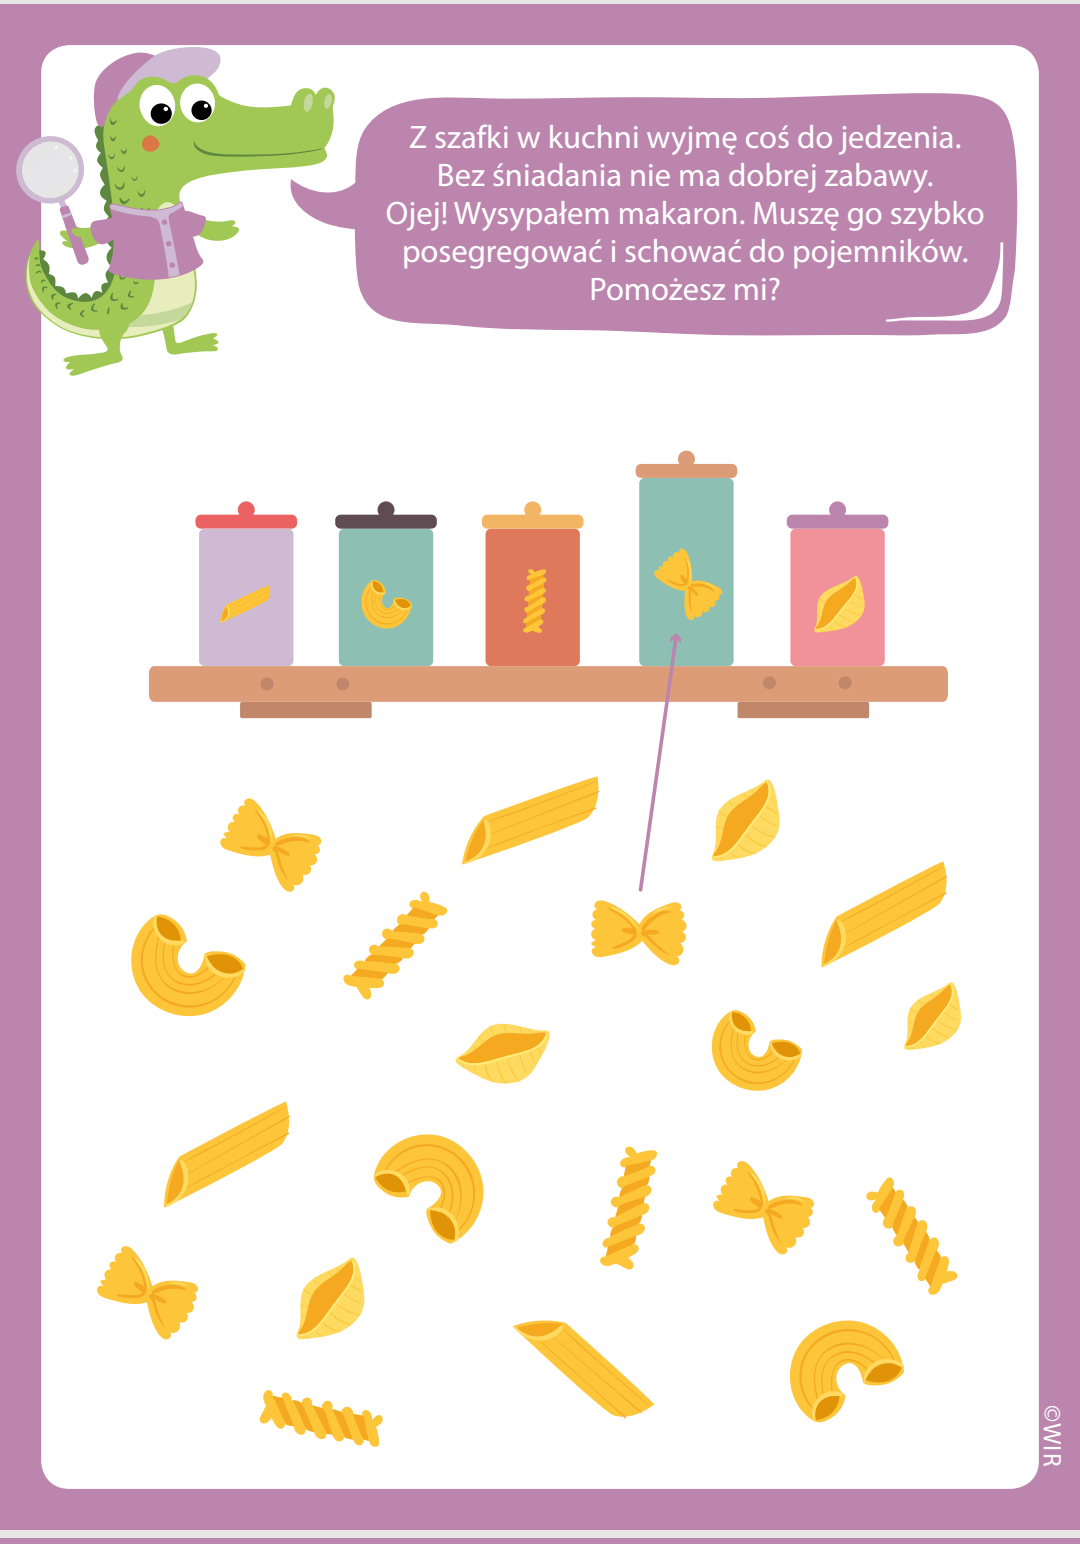 Z szafki w kuchni wyjmę coś do jedzenia.
Bez śniadania nie ma dobrej zabawy.
Ojej! Wysypałem makaron. Muszę go szybko
posegregować i schować do pojemników.
Pomożesz mi?
©WIR